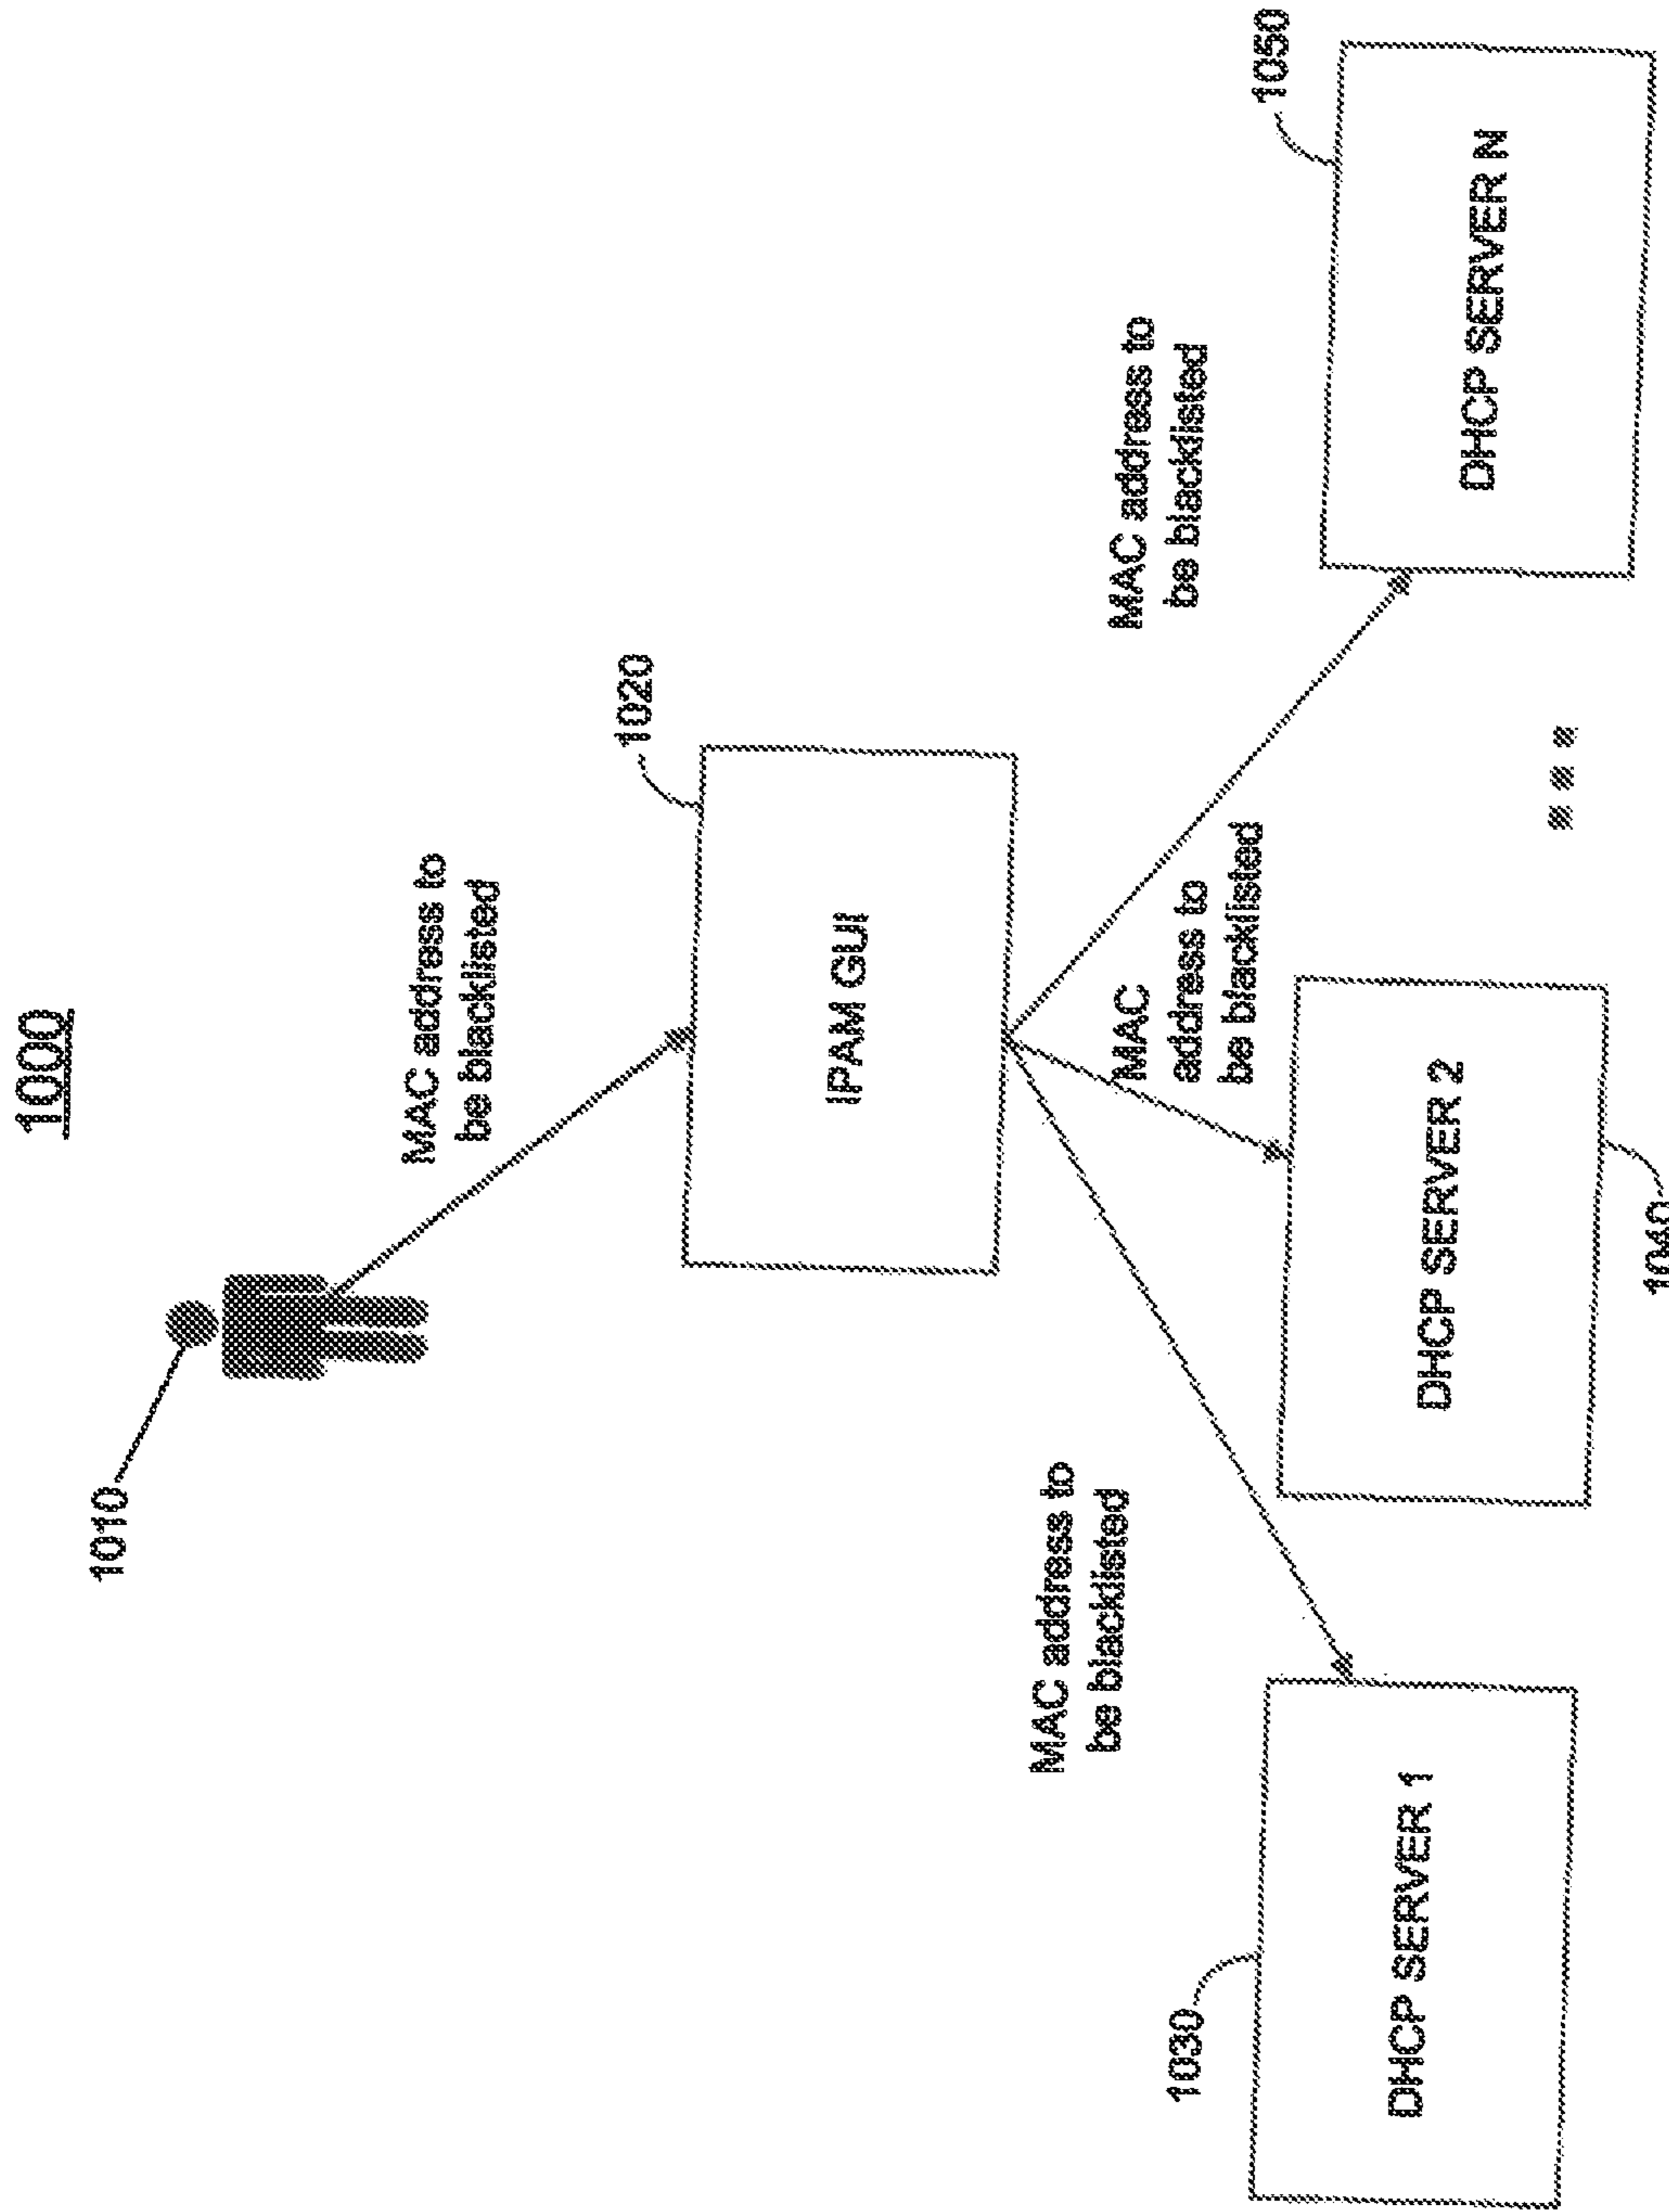 1000
1010
MAC address to
be blacklisted
1020
IPAM GUI
MAC address to
be blacklisted
MAC
address to
be blacklisted
MAC address to
be blacklisted
1030
DHCP SERVER 1
DHCP SERVER 2
1040
1050
DHCP SERVER N